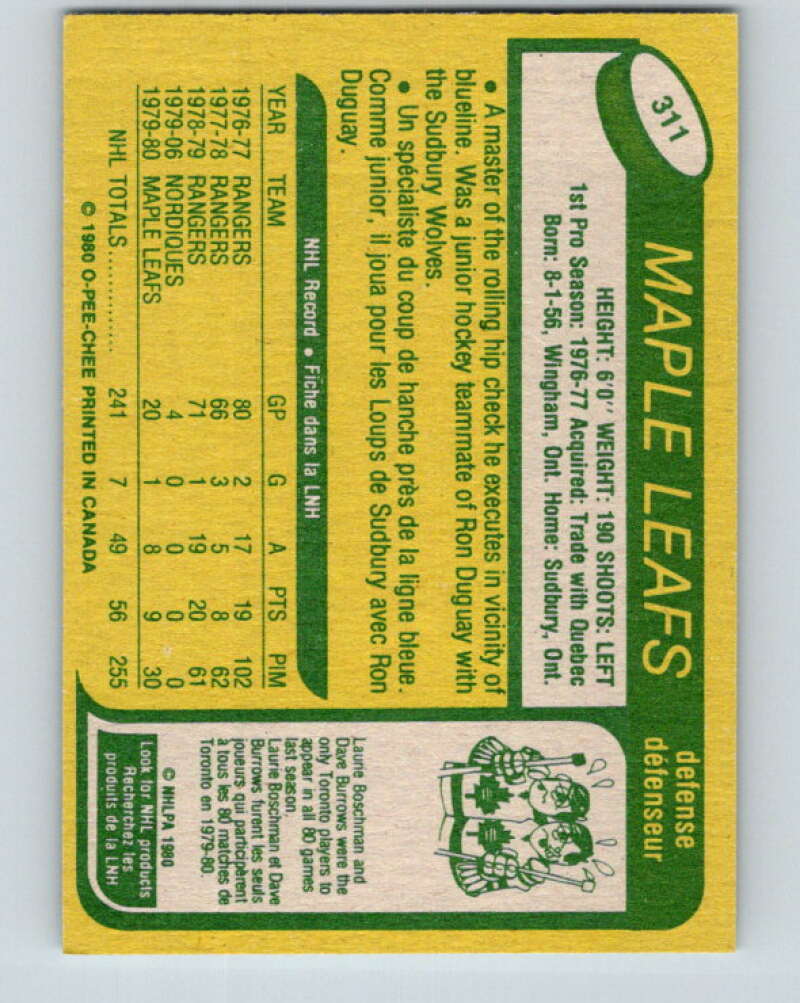 311
MAPLE LEAFS
defense
défenseur
HEIGHT: 6'0'' WEIGHT: 190 SHOOTS: LEFT
1st Pro Season: 1976-77 Acquired: Trade with Quebec
Born: 8-1-56, Wingham, Ont. Home: Sudbury, Ont.
• A master of the rolling hip check he executes in vicinity of
blueline. Was a junior hockey teammate of Ron Duguay with
the Sudbury Wolves.
• Un spécialiste du coup de hanche près de la ligne bleue.
Comme junior, il joua pour les Loups de Sudbury avec Ron
Duguay.
NHL Record • Fiche dans la LNH
YEAR TEAM GP G A PTS PIM
1976-77 RANGERS 80 2 17 19 102
1977-78 RANGERS 66 3 5 8 62
1978-79 RANGERS 71 1 19 20 61
1979-06 NORDIQUES 4 0 0 0 0
1979-80 MAPLE LEAFS 20 1 8 9 30
NHL TOTALS.............. 241 7 49 56 255
© 1980 O-PEE-CHEE PRINTED IN CANADA
Laurie Boschman and
Dave Burrows were the
only Toronto players to
appear in all 80 games
last season.
Laurie Boschman et Dave
Burrows furent les seuls
joueurs qui participèrent
à tous les 80 matches de
Toronto en 1979-80.
© NHLPA 1980
Look for NHL products
Recherchez les
produits de la LNH